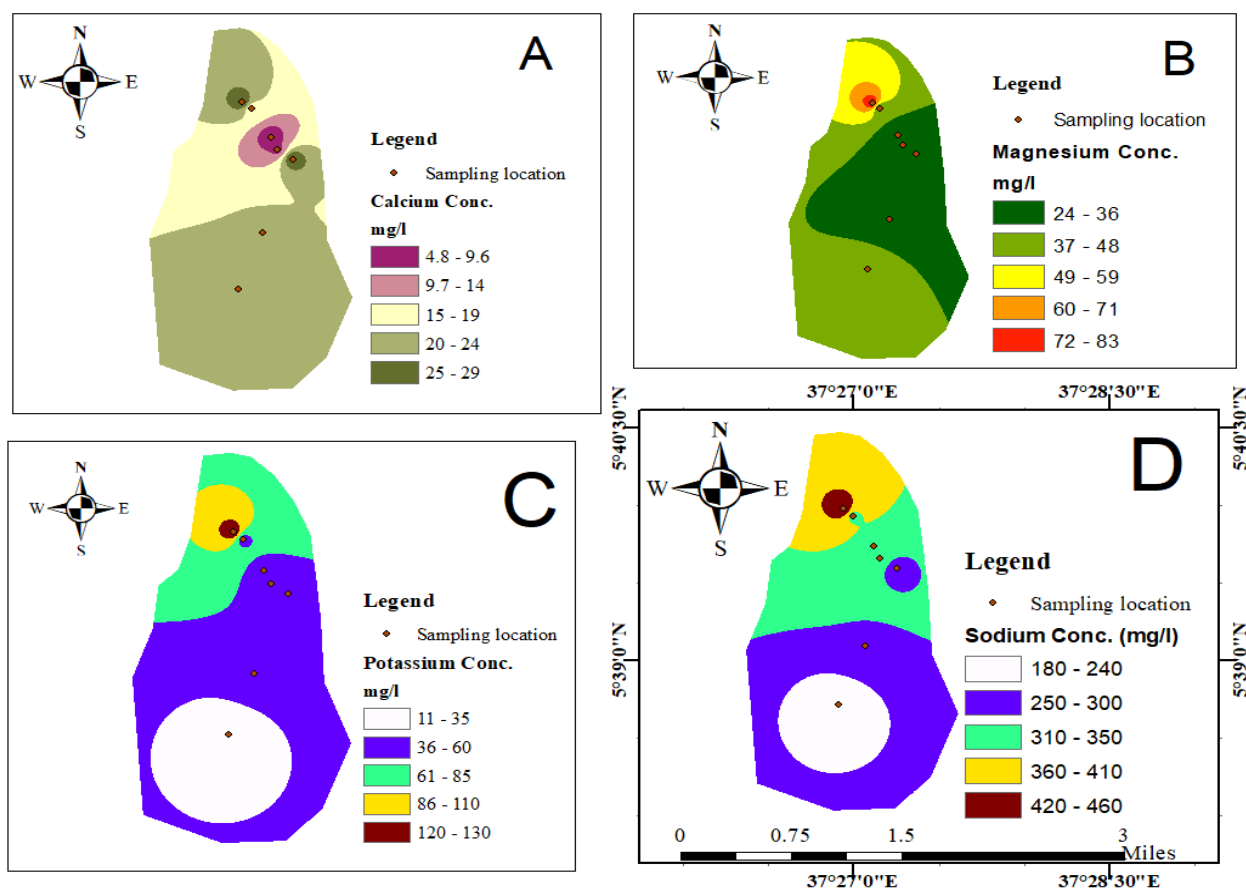 A
N
W E
S
Legend
Sampling location
Calcium Conc.
mg/l
4.8 - 9.6
9.7 - 14
15 - 19
20 - 24
25 - 29
B
N
W E
S
Legend
Sampling location
Magnesium Conc.
mg/l
24 - 36
37 - 48
49 - 59
60 - 71
72 - 83
C
N
W E
S
Legend
Sampling location
Potassium Conc.
mg/l
11 - 35
36 - 60
61 - 85
86 - 110
120 - 130
37°27'0"E 37°28'30"E
5°40'30"N 5°40'30"N
D
N
W E
S
Legend
Sampling location
Sodium Conc. (mg/l)
180 - 240
250 - 300
310 - 350
360 - 410
420 - 460
5°39'0"N 5°39'0"N
0 0.75 1.5 3
Miles
37°27'0"E 37°28'30"E